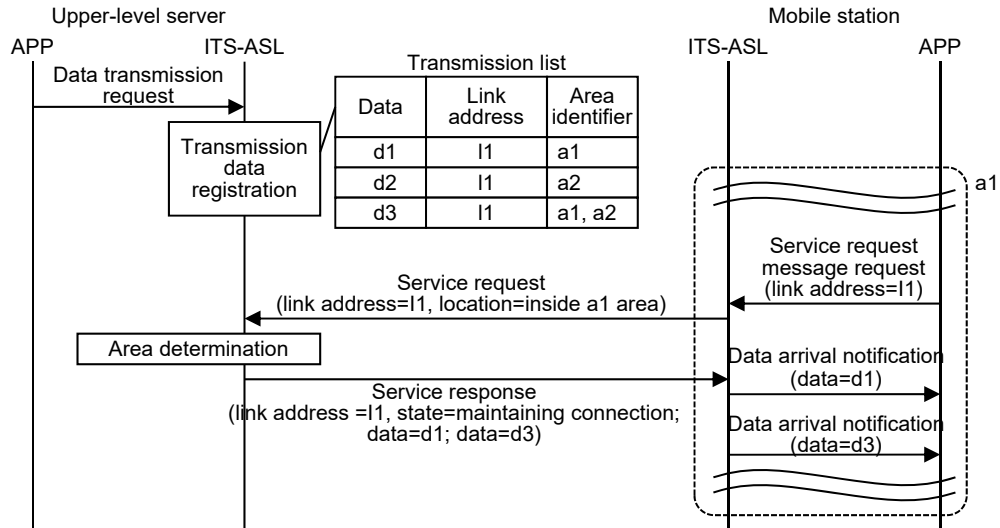 Upper-level server
Mobile station
APP
ITS-ASL
ITS-ASL
APP
Data transmission
request
Transmission list
Data
Link
address
Area
identifier
d1
l1
a1
d2
l1
a2
d3
l1
a1, a2
Transmission
data
registration
a1
Service request
message request
(link address=l1)
Service request
(link address=l1, location=inside a1 area)
Area determination
Service response
(link address =l1, state=maintaining connection;
data=d1; data=d3)
Data arrival notification
(data=d1)
Data arrival notification
(data=d3)